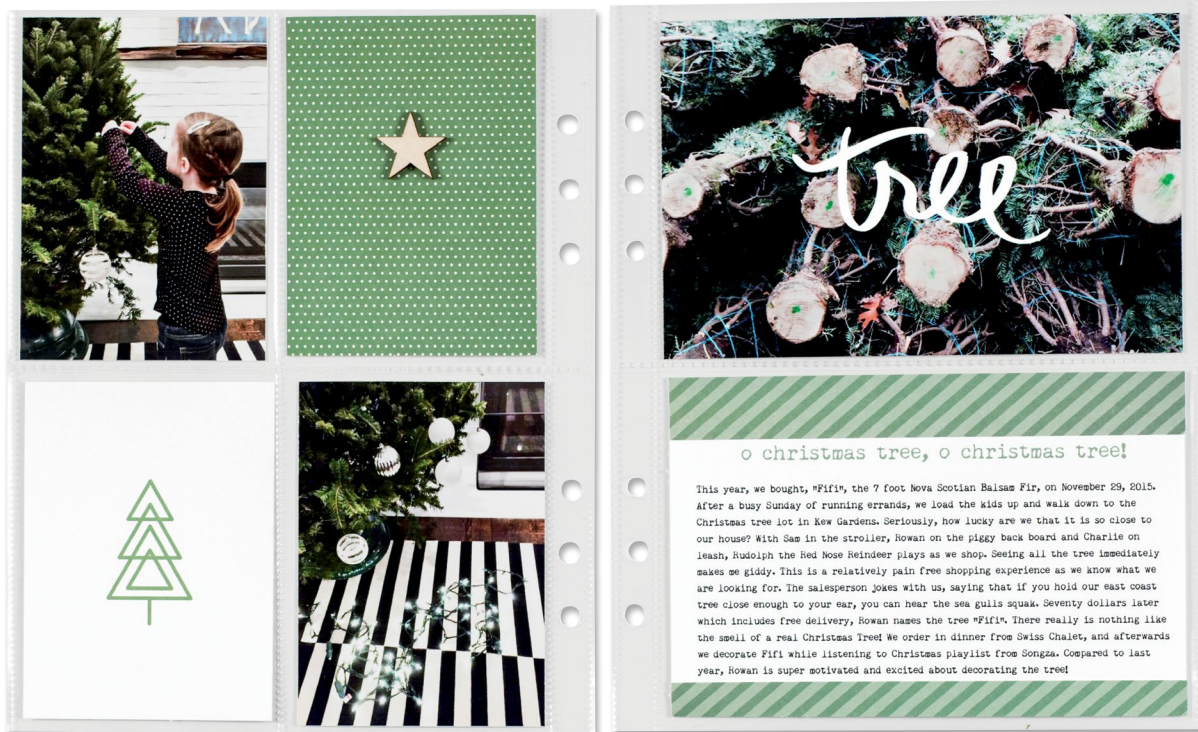 tree
o christmas tree, o christmas tree!
This year, we bought, "Fifi", the 7 foot Nova Scotian Balsam Fir, on November 29, 2015.
After a busy Sunday of running errands, we load the kids up and walk down to the
Christmas tree lot in Kew Gardens. Seriously, how lucky are we that it is so close to
our house? With Sam in the stroller, Rowan on the piggy back board and Charlie on
leash, Rudolph the Red Nose Reindeer plays as we shop. Seeing all the tree immediately
makes me giddy. This is a relatively pain free shopping experience as we know what we
are looking for. The salesperson jokes with us, saying that if you hold our east coast
tree close enough to your ear, you can hear the sea gulls squak. Seventy dollars later
which includes free delivery, Rowan names the tree "Fifi". There really is nothing like
the smell of a real Christmas Tree! We order in dinner from Swiss Chalet, and afterwards
we decorate Fifi while listening to Christmas playlist from Songza. Compared to last
year, Rowan is super motivated and excited about decorating the tree!